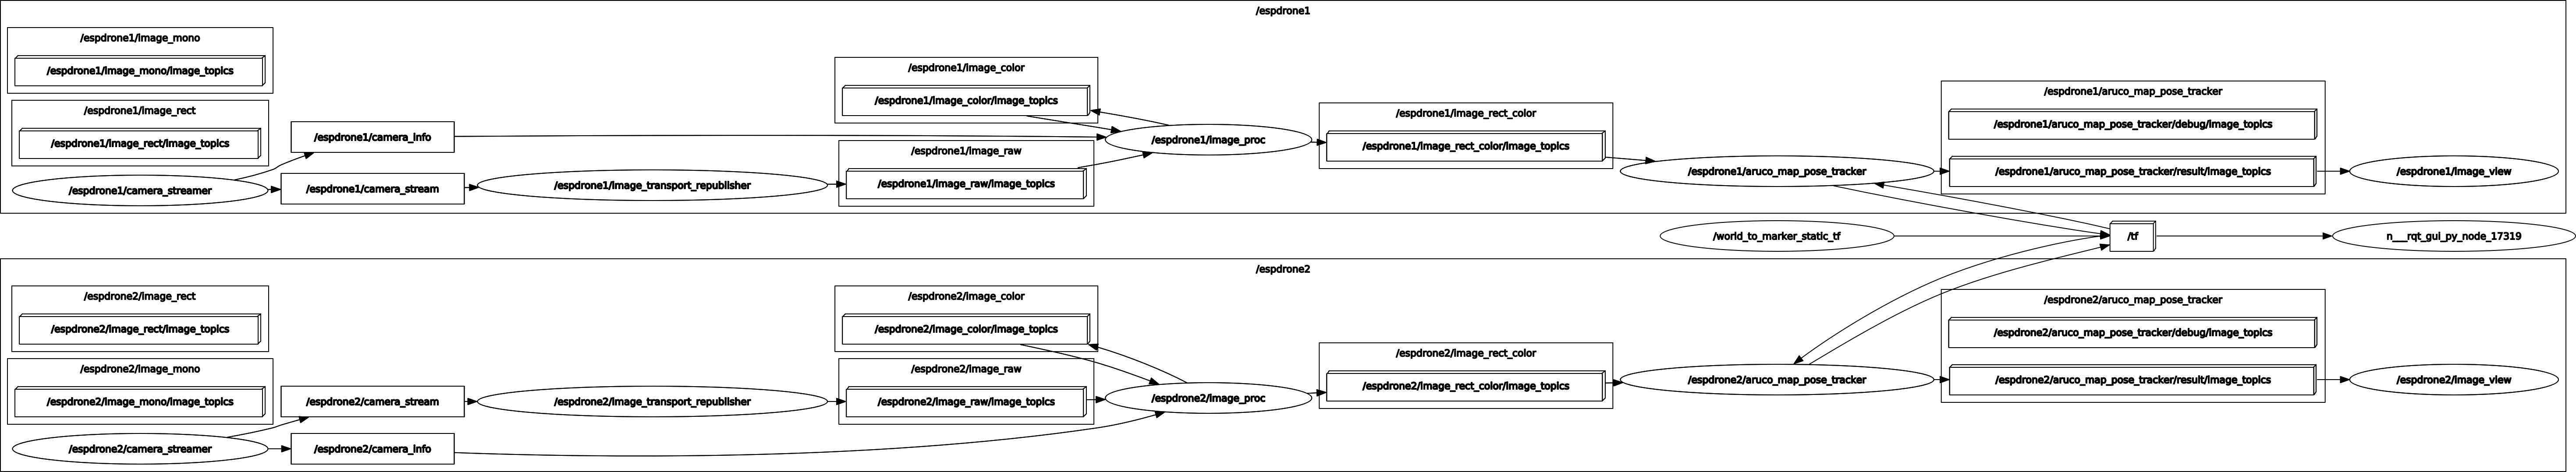 /espdrone1
/espdrone1/image_mono
/espdrone1/image_mono/image_topics
/espdrone1/image_rect
/espdrone1/image_rect/image_topics
/espdrone1/camera_streamer
/espdrone1/camera_info
/espdrone1/camera_stream
/espdrone1/image_transport_republisher
/espdrone1/image_color
/espdrone1/image_color/image_topics
/espdrone1/image_raw
/espdrone1/image_raw/image_topics
/espdrone1/image_proc
/espdrone1/image_rect_color
/espdrone1/image_rect_color/image_topics
/espdrone1/aruco_map_pose_tracker
/espdrone1/aruco_map_pose_tracker
/espdrone1/aruco_map_pose_tracker/debug/image_topics
/espdrone1/aruco_map_pose_tracker/result/image_topics
/espdrone1/image_view
/world_to_marker_static_tf
/tf
n___rqt_gui_py_node_17319
/espdrone2
/espdrone2/image_rect
/espdrone2/image_rect/image_topics
/espdrone2/image_mono
/espdrone2/image_mono/image_topics
/espdrone2/camera_streamer
/espdrone2/camera_stream
/espdrone2/camera_info
/espdrone2/image_transport_republisher
/espdrone2/image_color
/espdrone2/image_color/image_topics
/espdrone2/image_raw
/espdrone2/image_raw/image_topics
/espdrone2/image_proc
/espdrone2/image_rect_color
/espdrone2/image_rect_color/image_topics
/espdrone2/aruco_map_pose_tracker
/espdrone2/aruco_map_pose_tracker
/espdrone2/aruco_map_pose_tracker/debug/image_topics
/espdrone2/aruco_map_pose_tracker/result/image_topics
/espdrone2/image_view